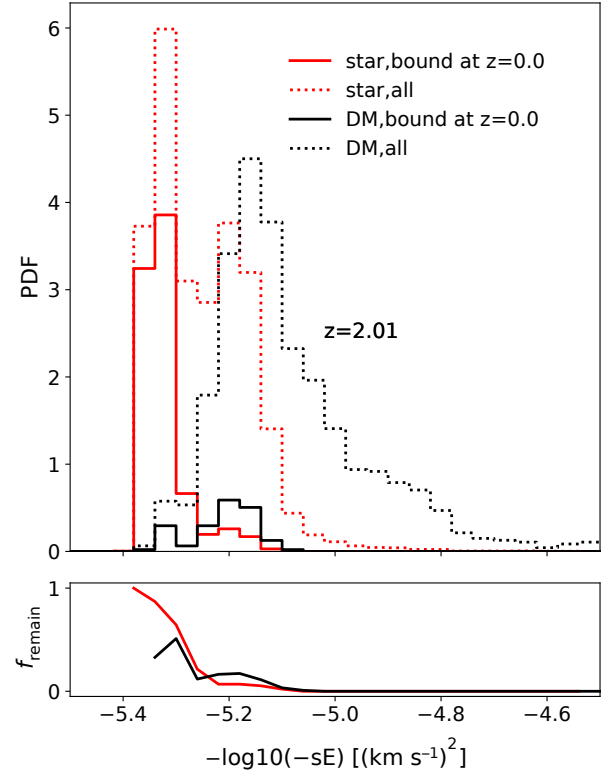 6
5
4
3
2
1
0
PDF
star,bound at z=0.0
star,all
DM,bound at z=0.0
DM,all
z=2.01
1
0
f_remain
−5.4
−5.2
−5.0
−4.8
−4.6
−log10(−sE) [(km s⁻¹)²]